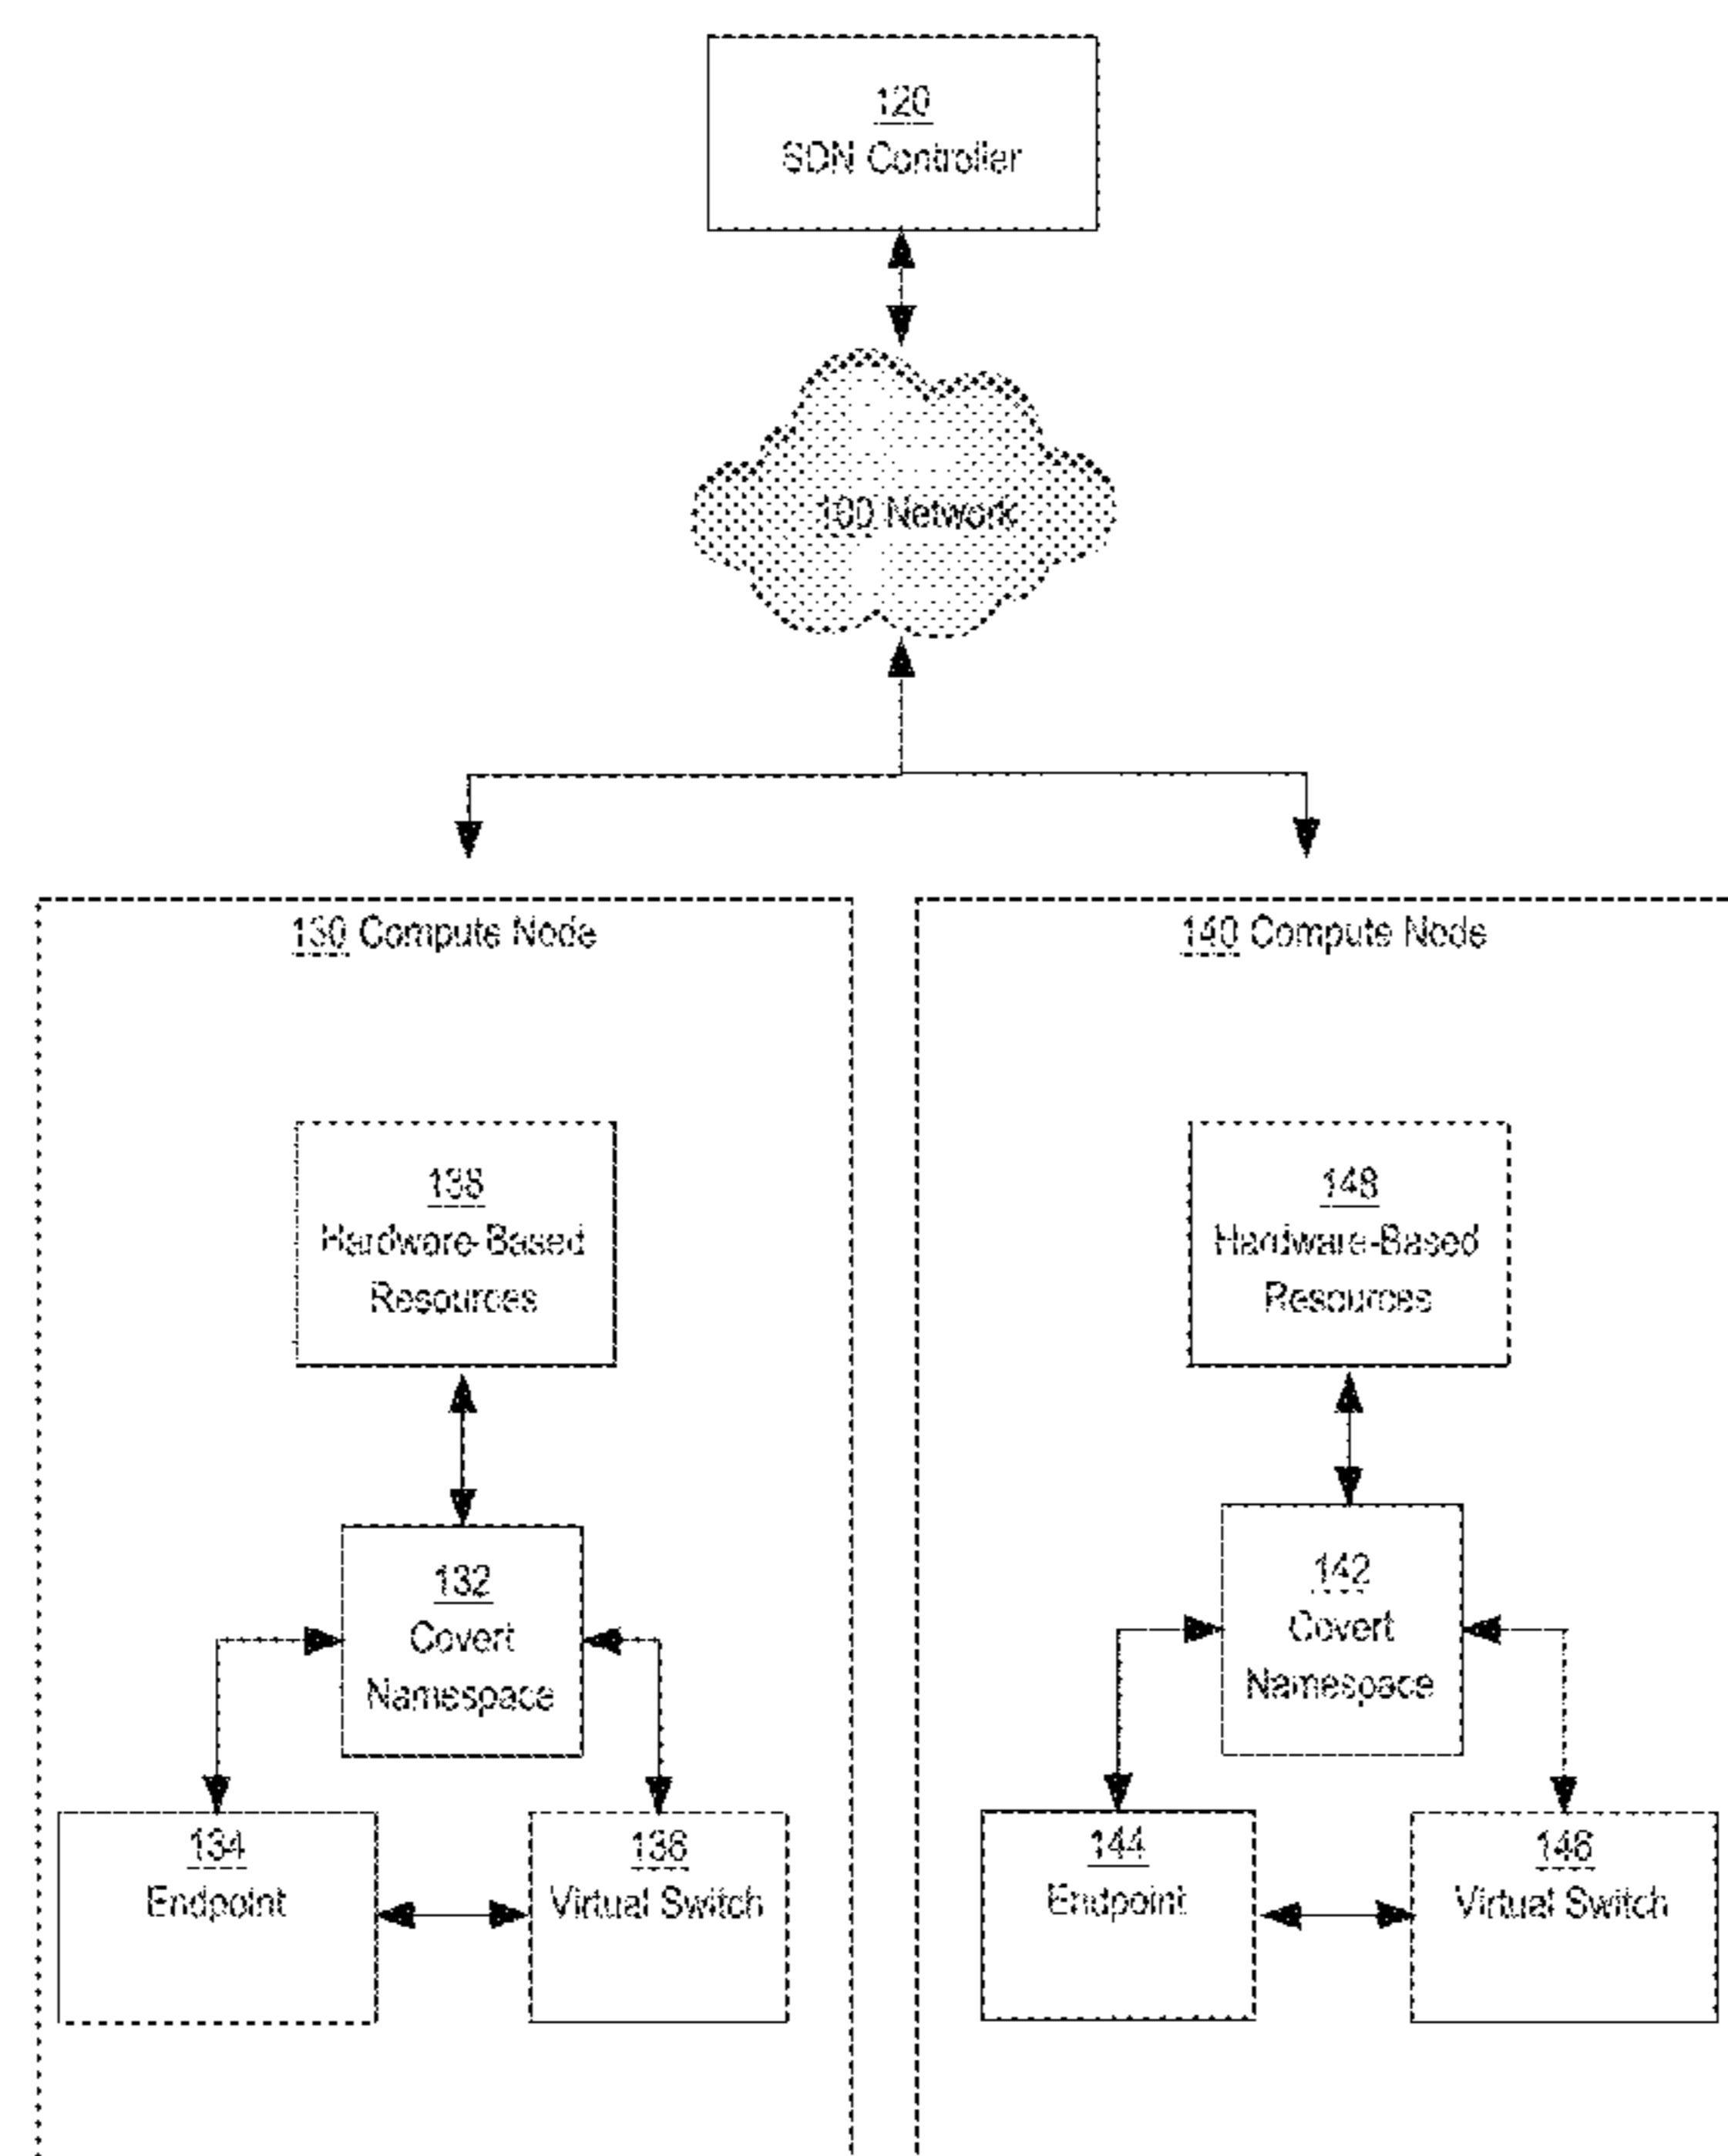 120
SDN Controller
100 Network
130 Compute Node
140 Compute Node
138
Hardware-Based
Resources
148
Hardware-Based
Resources
132
Covert
Namespace
142
Covert
Namespace
134
Endpoint
136
Virtual Switch
144
Endpoint
146
Virtual Switch